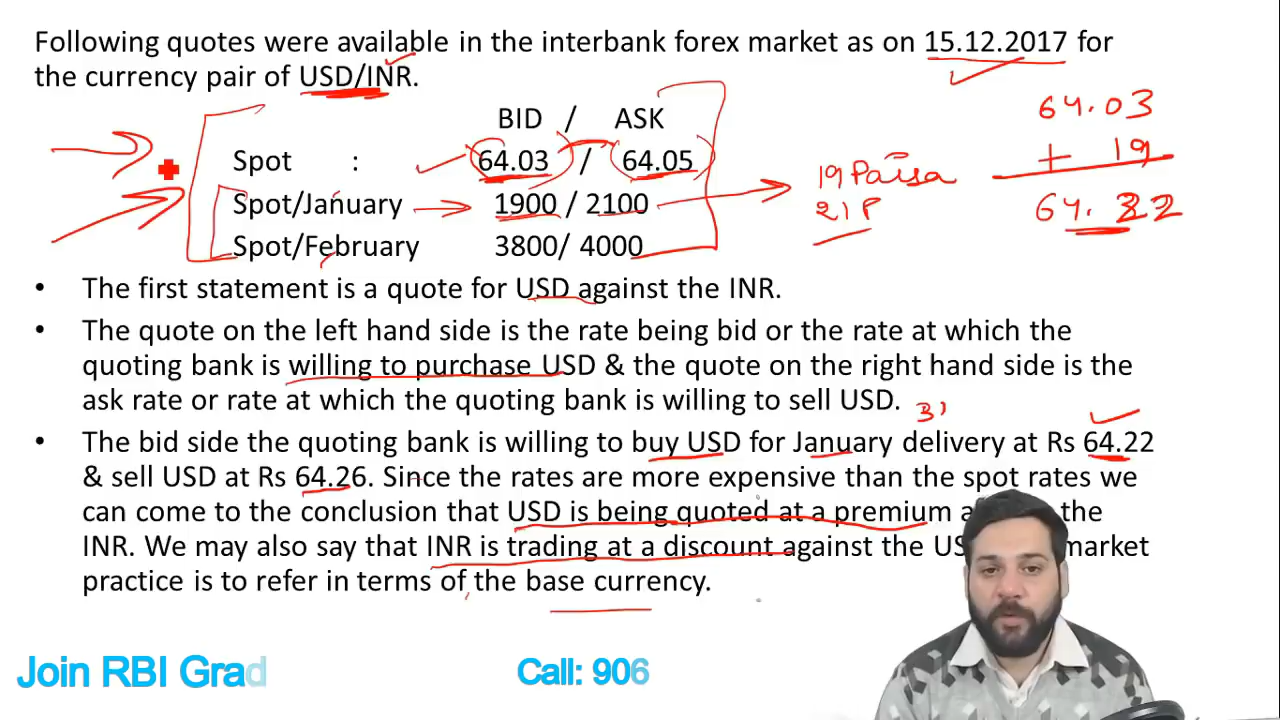 Following quotes were available in the interbank forex market as on 15.12.2017 for
the currency pair of USD/INR.
BID / ASK
Spot : 64.03 / 64.05
Spot/January 1900 / 2100
Spot/February 3800/ 4000
64.03
+ 19
64.22
19 Paisa
21 P
• The first statement is a quote for USD against the INR.
• The quote on the left hand side is the rate being bid or the rate at which the
quoting bank is willing to purchase USD & the quote on the right hand side is the
ask rate or rate at which the quoting bank is willing to sell USD.
31
• The bid side the quoting bank is willing to buy USD for January delivery at Rs 64.22
& sell USD at Rs 64.26. Since the rates are more expensive than the spot rates we
can come to the conclusion that USD is being quoted at a premium the
INR. We may also say that INR is trading at a discount against the market
practice is to refer in terms of the base currency.
Join RBI Grad
Call: 906